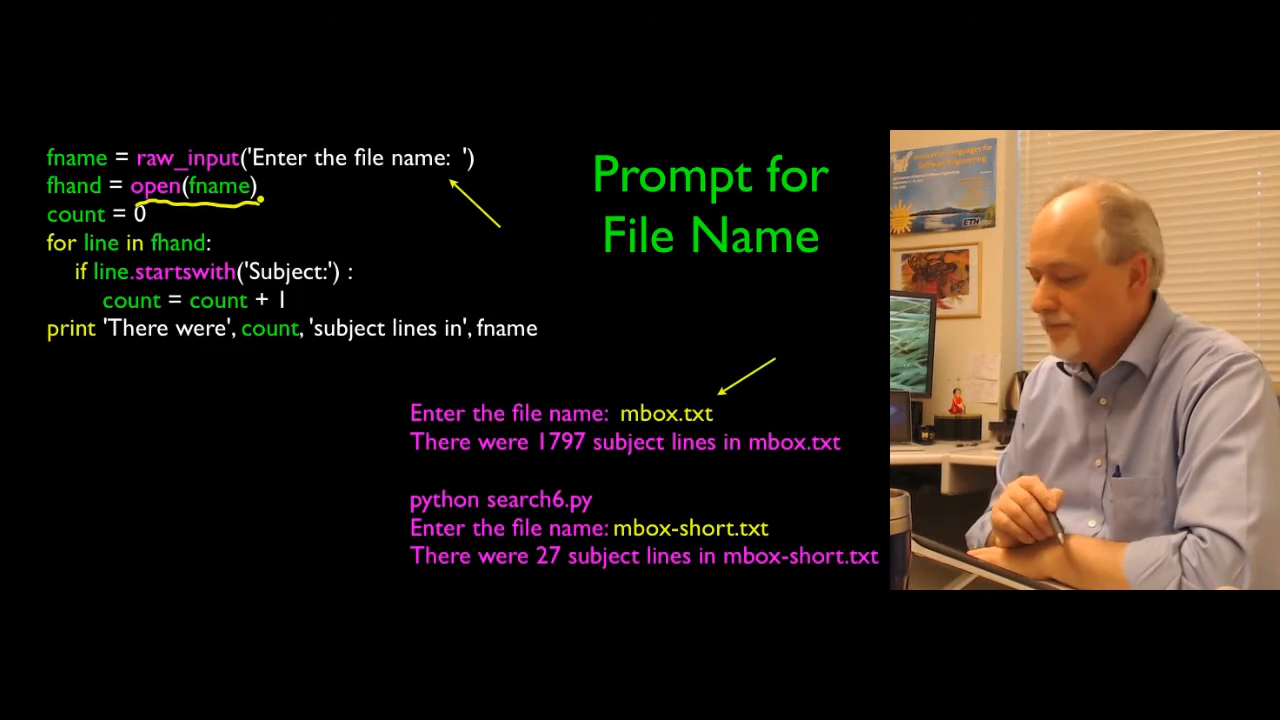 fname = raw_input('Enter the file name:  ')
fhand = open(fname)
count = 0
for line in fhand:
    if line.startswith('Subject:') :
        count = count + 1
print 'There were', count, 'subject lines in', fname
Prompt for
File Name
Enter the file name:  mbox.txt
There were 1797 subject lines in mbox.txt
python search6.py
Enter the file name: mbox-short.txt
There were 27 subject lines in mbox-short.txt
Software Engineering
ETH